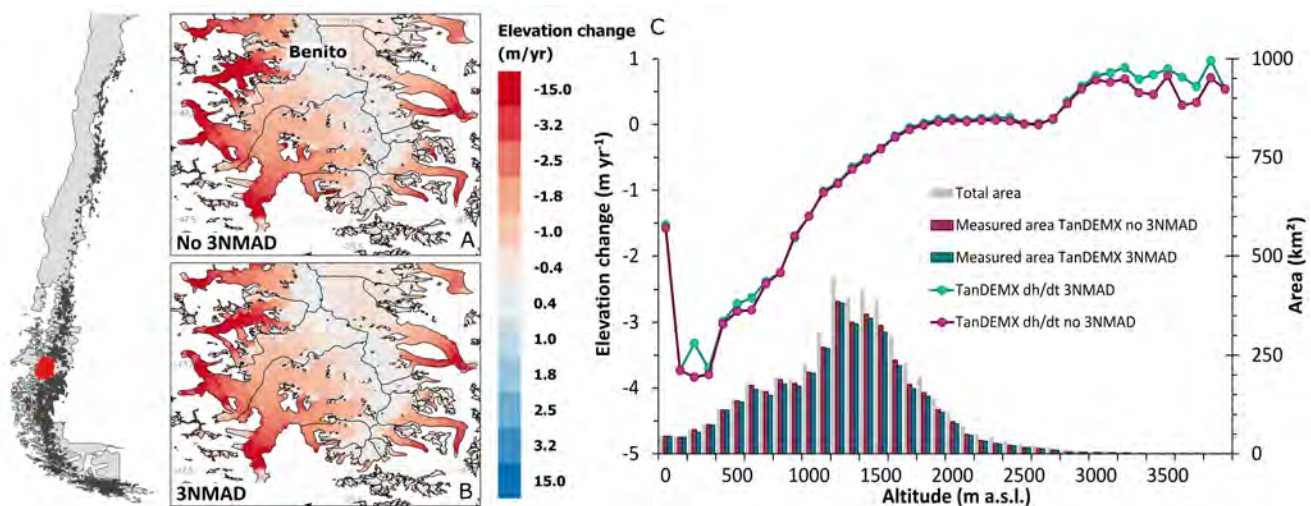 Benito
No 3NMAD
A
3NMAD
B
Elevation change
(m/yr)
-15.0
-3.2
-2.5
-1.8
-1.0
-0.4
0.4
1.0
1.8
2.5
3.2
15.0
C
Elevation change (m yr⁻¹)
1
0
-1
-2
-3
-4
-5
Total area
Measured area TanDEMX no 3NMAD
Measured area TanDEMX 3NMAD
TanDEMX dh/dt 3NMAD
TanDEMX dh/dt no 3NMAD
1000
750
500
250
0
Area (km²)
0
500
1000
1500
2000
2500
3000
3500
Altitude (m a.s.l.)